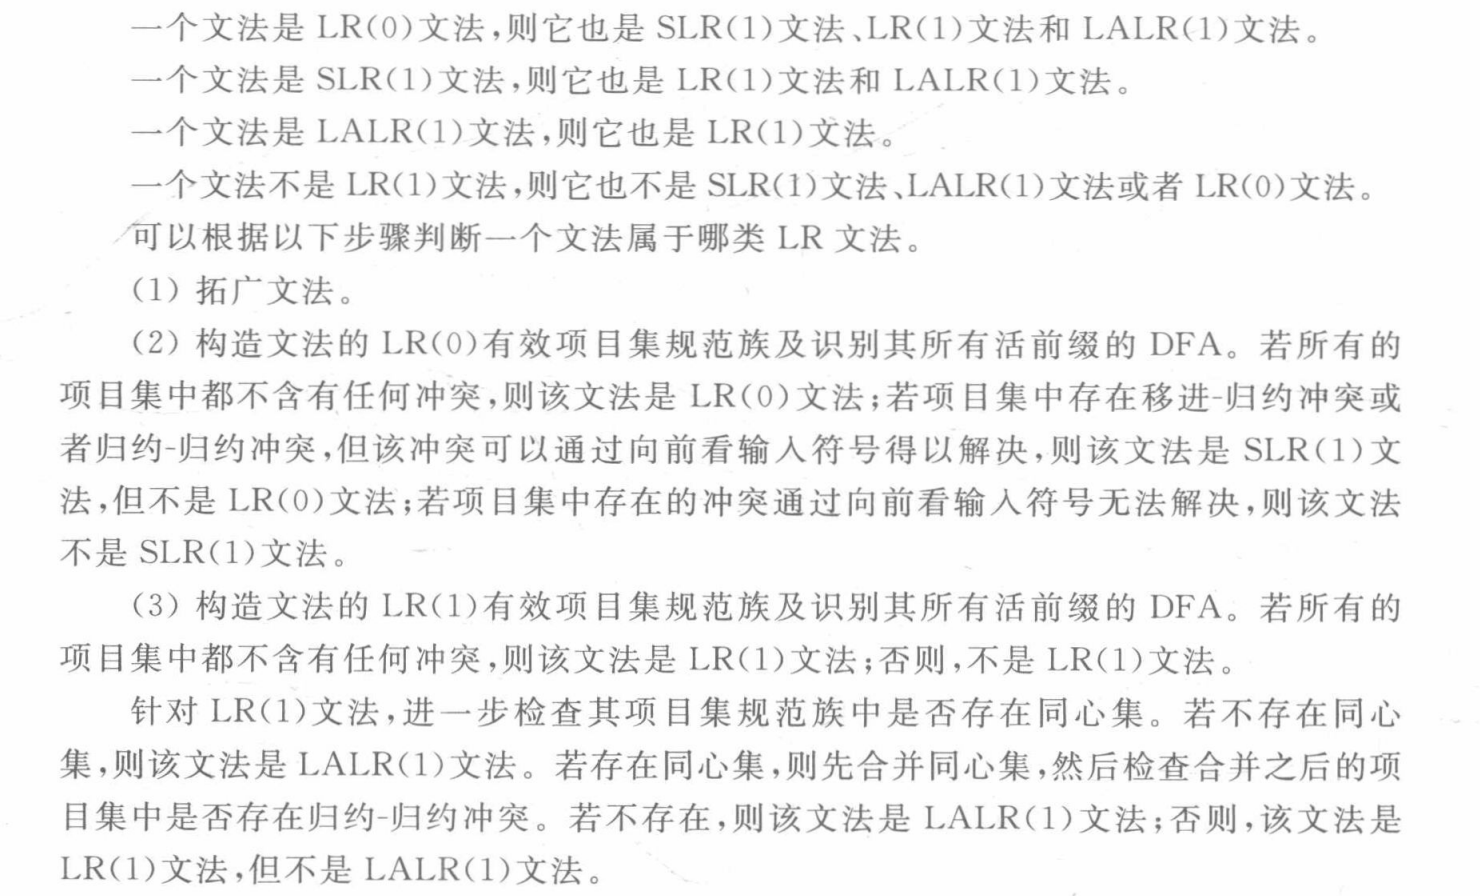 一个文法是 LR(0)文法,则它也是 SLR(1)文法、LR(1)文法和 LALR(1)文法。
一个文法是 SLR(1)文法,则它也是 LR(1)文法和 LALR(1)文法。
一个文法是 LALR(1)文法,则它也是 LR(1)文法。
一个文法不是 LR(1)文法,则它也不是 SLR(1)文法、LALR(1)文法或者 LR(0)文法。
可以根据以下步骤判断一个文法属于哪类 LR 文法。
(1) 拓广文法。
(2) 构造文法的 LR(0)有效项目集规范族及识别其所有活前缀的 DFA。若所有的
项目集中都不含有任何冲突,则该文法是 LR(0)文法;若项目集中存在移进-归约冲突或
者归约-归约冲突,但该冲突可以通过向前看输入符号得以解决,则该文法是 SLR(1)文
法,但不是 LR(0)文法;若项目集中存在的冲突通过向前看输入符号无法解决,则该文法
不是 SLR(1)文法。
(3) 构造文法的 LR(1)有效项目集规范族及识别其所有活前缀的 DFA。若所有的
项目集中都不含有任何冲突,则该文法是 LR(1)文法;否则,不是 LR(1)文法。
针对 LR(1)文法,进一步检查其项目集规范族中是否存在同心集。若不存在同心
集,则该文法是 LALR(1)文法。若存在同心集,则先合并同心集,然后检查合并之后的项
目集中是否存在归约-归约冲突。若不存在,则该文法是 LALR(1)文法;否则,该文法是
LR(1)文法,但不是 LALR(1)文法。